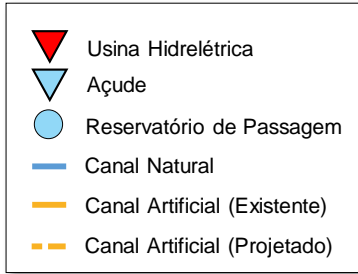 Usina Hidrelétrica
Açude
Reservatório de Passagem
Canal Natural
Canal Artificial (Existente)
Canal Artificial (Projetado)